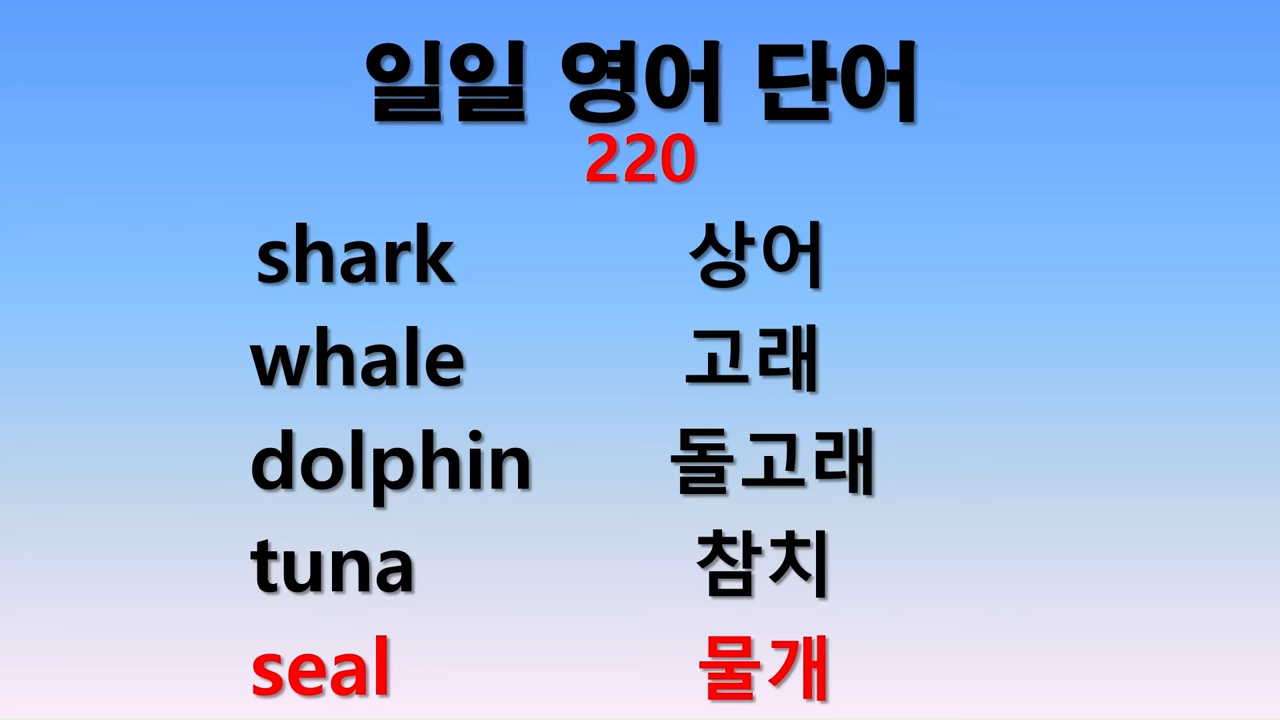 일일 영어 단어
220
shark 상어
whale 고래
dolphin 돌고래
tuna 참치
seal 물개